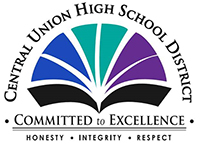 CENTRAL UNION HIGH SCHOOL DISTRICT
• COMMITTED to EXCELLENCE •
HONESTY • INTEGRITY • RESPECT